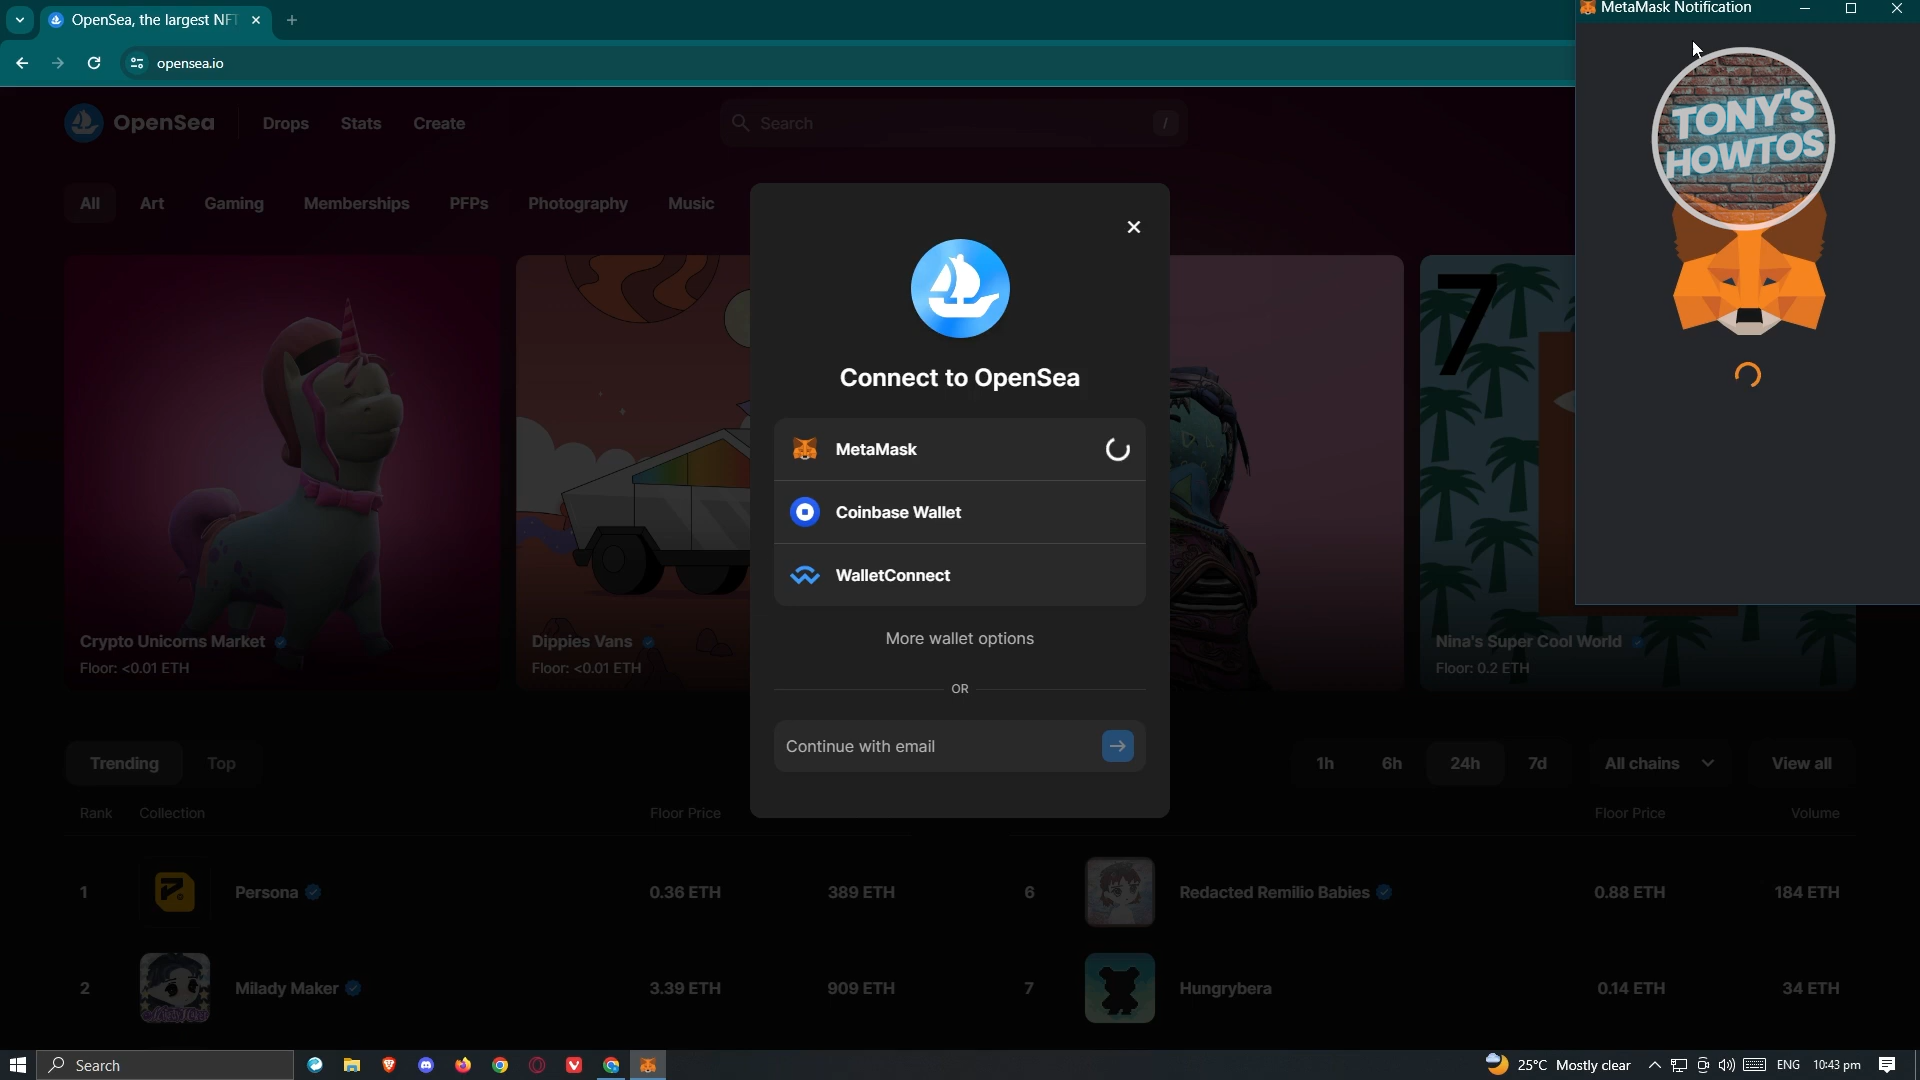 OpenSea, the largest NFT
MetaMask Notification
opensea.io
TONY'S
HOWTOS
OpenSea
Drops
Stats
Create
Search
/
All
Art
Gaming
Memberships
PFPs
Photography
Music
7
Connect to OpenSea
MetaMask
Coinbase Wallet
WalletConnect
More wallet options
OR
Continue with email
Crypto Unicorns Market
Floor: <0.01 ETH
Dippies Vans
Floor: <0.01 ETH
Nina's Super Cool World
Floor: 0.2 ETH
Trending
Top
1h
6h
24h
7d
All chains
View all
Rank
Collection
Floor Price
Floor Price
Volume
1
Persona
0.36 ETH
389 ETH
6
Redacted Remilio Babies
0.88 ETH
184 ETH
2
Milady Maker
3.39 ETH
909 ETH
7
Hungrybera
0.14 ETH
34 ETH
Search
25°C Mostly clear
ENG
10:43 pm